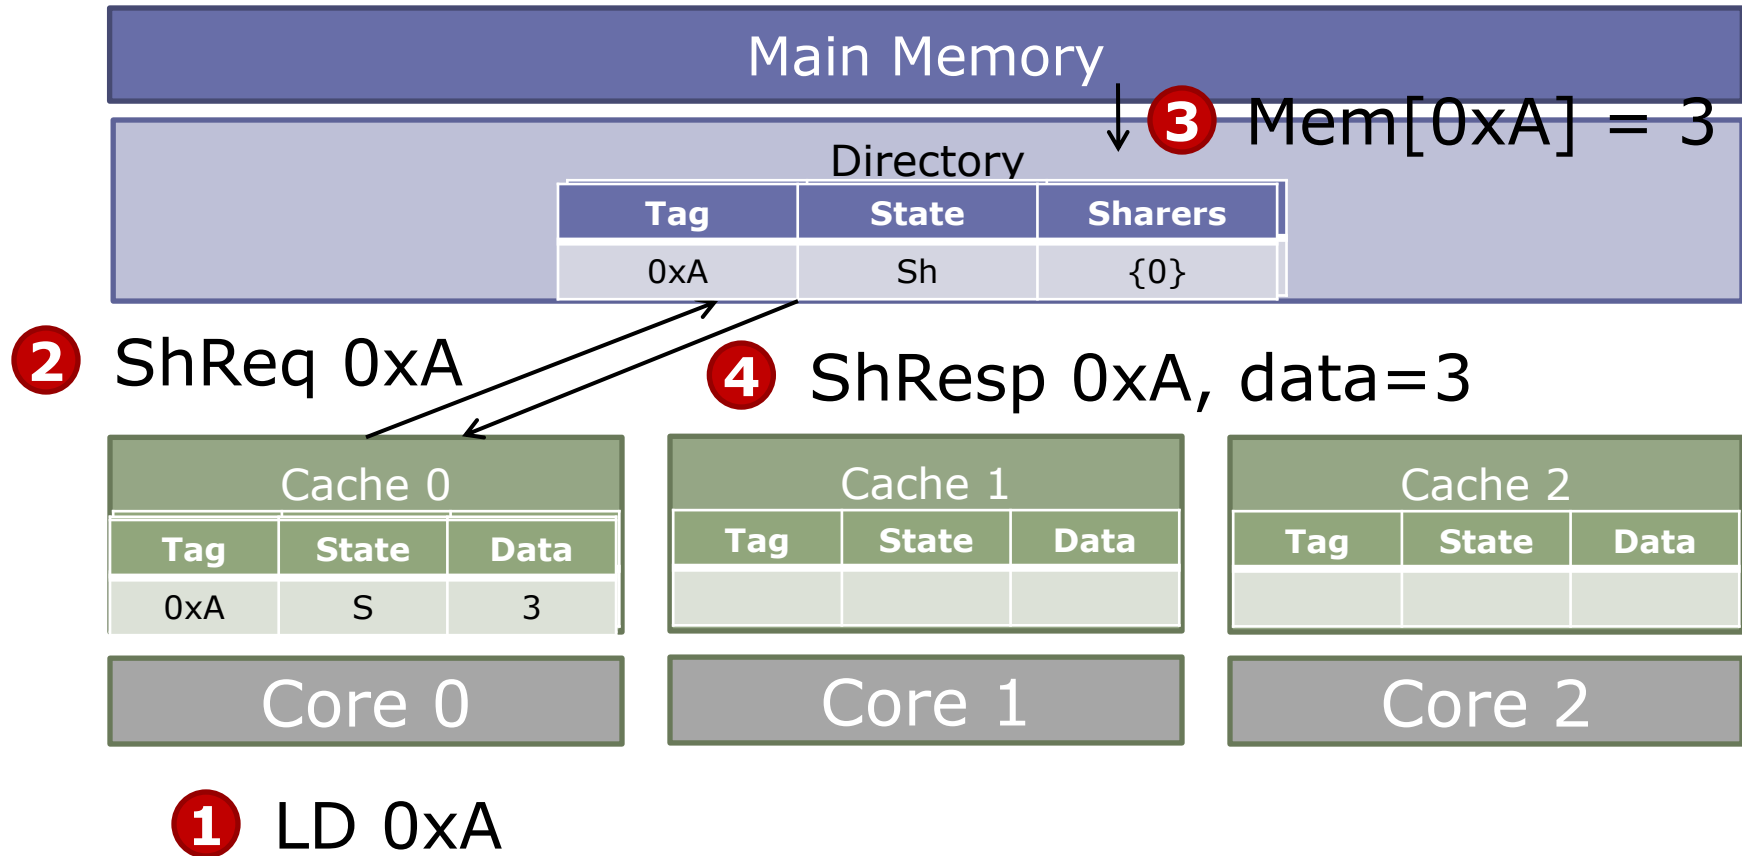 Main Memory
3 Mem[0xA] = 3
Directory
Tag State Sharers
0xA Sh {0}
2 ShReq 0xA
4 ShResp 0xA, data=3
Cache 0 Cache 1 Cache 2
Tag State Data Tag State Data Tag State Data
0xA S 3
Core 0 Core 1 Core 2
1 LD 0xA